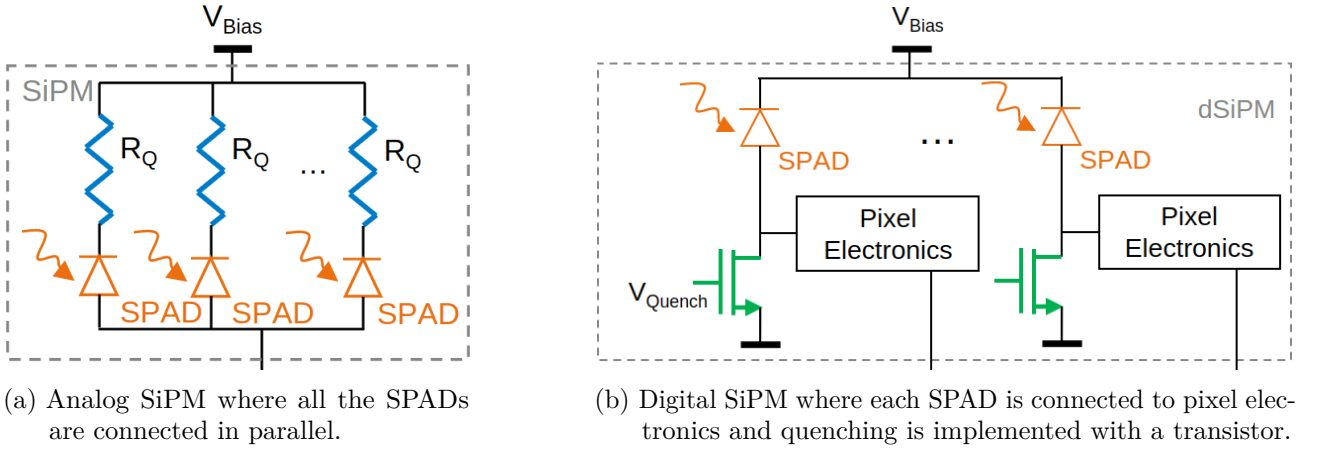 V_Bias
SiPM
R_Q
R_Q
...
R_Q
SPAD
SPAD
SPAD
(a) Analog SiPM where all the SPADs
are connected in parallel.
V_Bias
dSiPM
...
SPAD
SPAD
Pixel
Electronics
Pixel
Electronics
V_Quench
(b) Digital SiPM where each SPAD is connected to pixel elec-
tronics and quenching is implemented with a transistor.